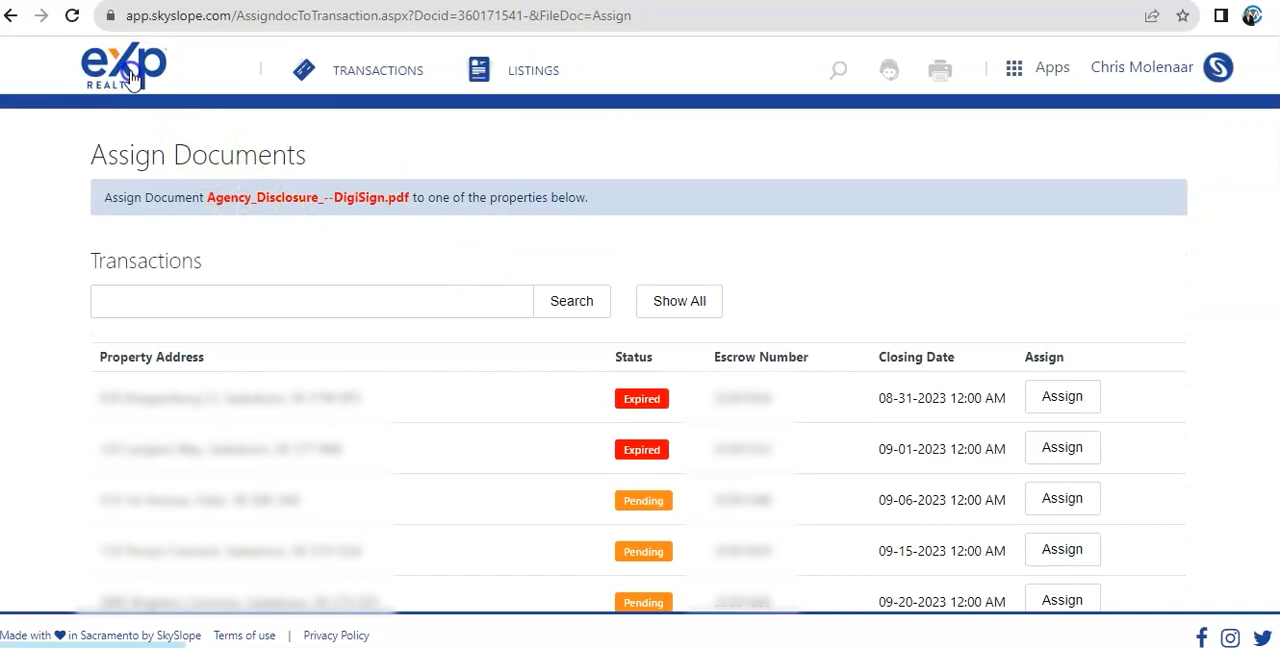 app.skyslope.com/AssigndocToTransaction.aspx?Docid=360171541-&FileDoc=Assign
eXp
REALT
TRANSACTIONS
LISTINGS
Apps
Chris Molenaar
Assign Documents
Assign Document Agency_Disclosure_--DigiSign.pdf to one of the properties below.
Transactions
Search
Show All
Property Address Status Escrow Number Closing Date Assign
Expired 08-31-2023 12:00 AM Assign
Expired 09-01-2023 12:00 AM Assign
Pending 09-06-2023 12:00 AM Assign
Pending 09-15-2023 12:00 AM Assign
Pending 09-20-2023 12:00 AM Assign
Made with in Sacramento by SkySlope Terms of use | Privacy Policy